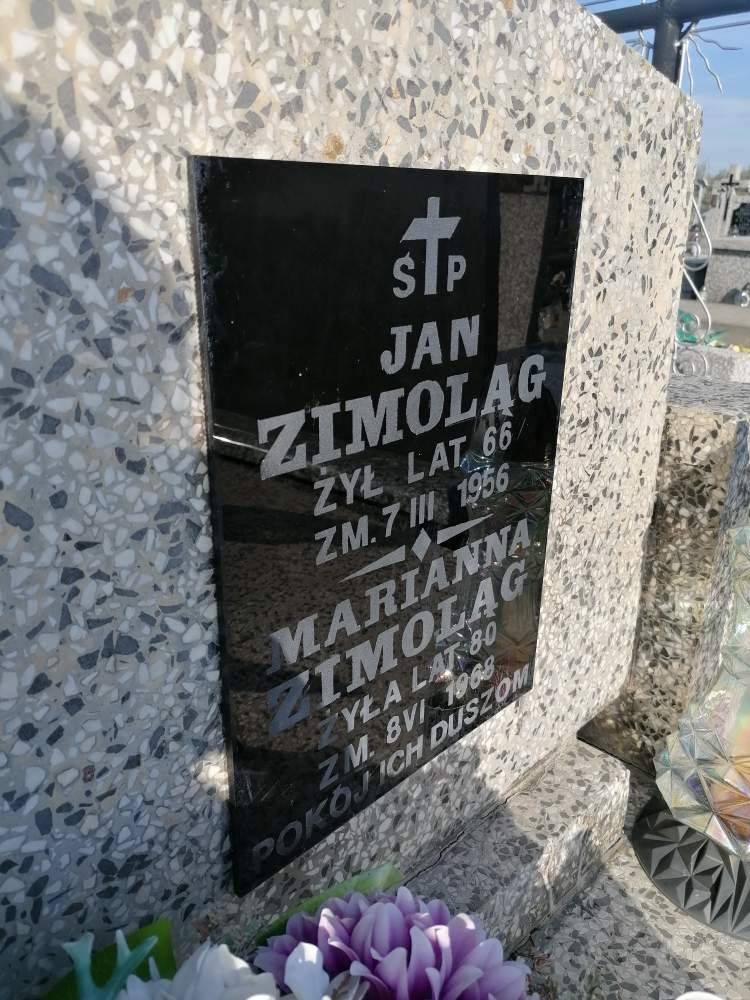 Ś P
JAN
ZIMOLĄG
ŻYŁ LAT 66
ZM. 7 III 1956
MARIANNA
ZIMOLĄG
ŻYŁA LAT 80
ZM. 8 VI 1968
POKÓJ ICH DUSZOM